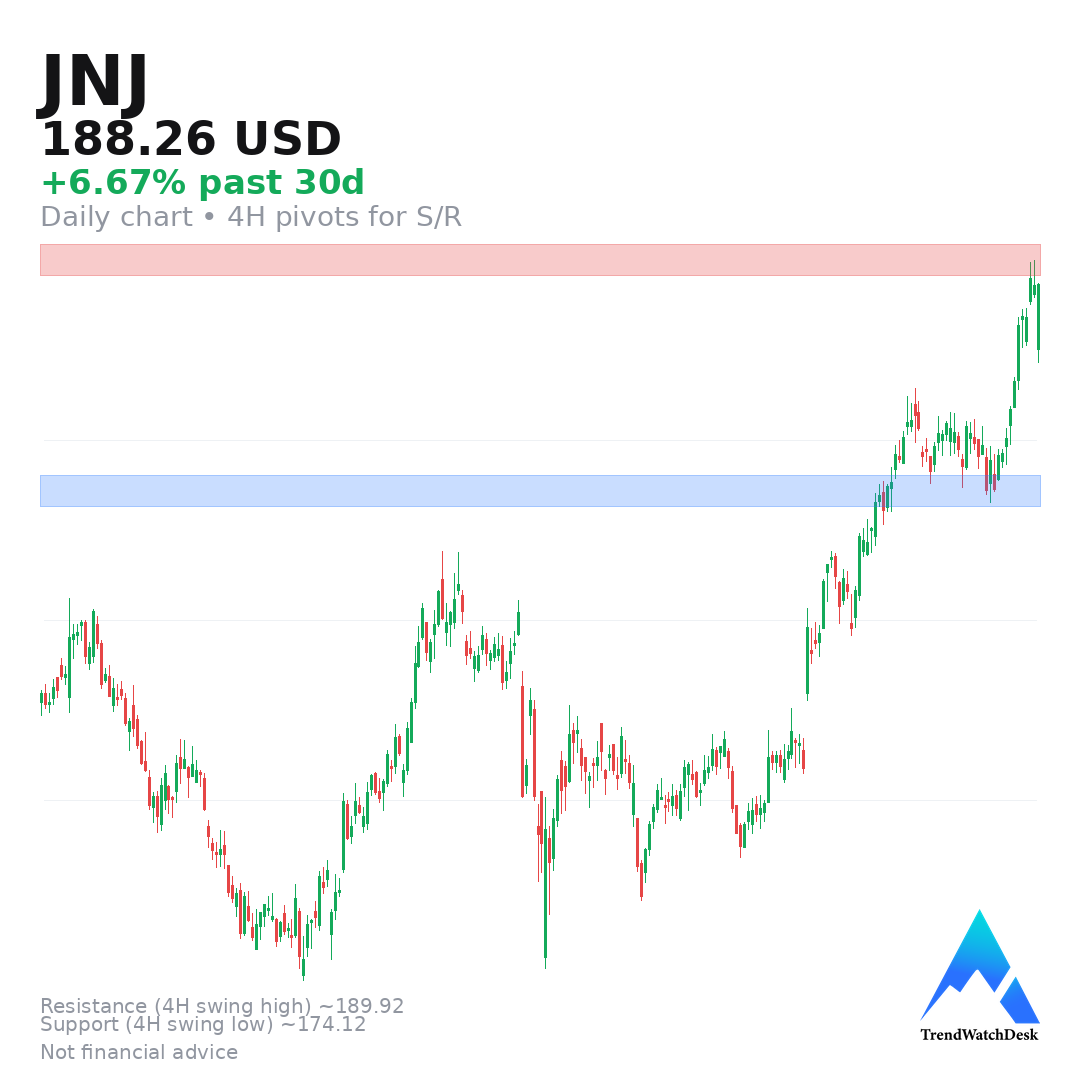 JNJ
188.26 USD
+6.67% past 30d
Daily chart • 4H pivots for S/R
Resistance (4H swing high) ~189.92
Support (4H swing low) ~174.12
Not financial advice
TrendWatchDesk